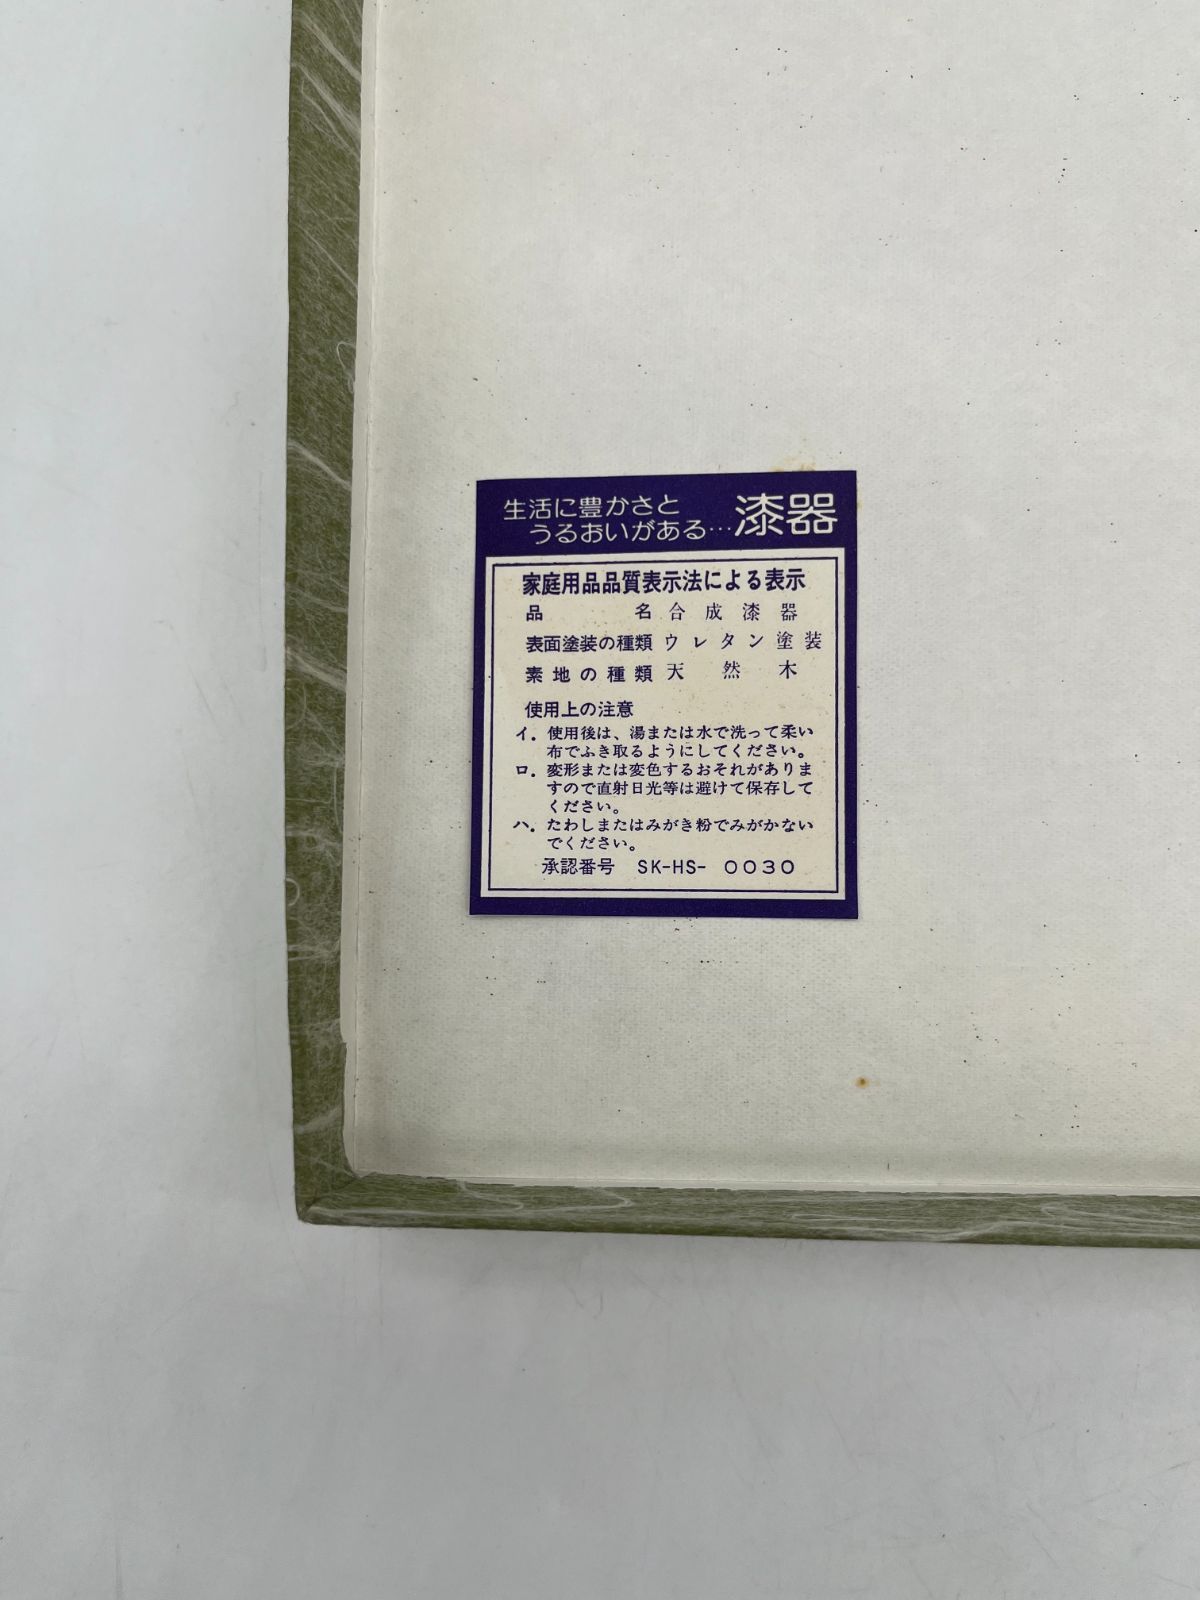 生活に豊かさと
うるおいがある…漆器
家庭用品品質表示法による表示
品名 合成漆器
表面塗装の種類 ウレタン塗装
素地の種類 天然木
使用上の注意
イ. 使用後は、湯または水で洗って柔い
布でふき取るようにしてください。
ロ. 変形または変色するおそれがありま
すので直射日光等は避けて保存して
ください。
ハ. たわしまたはみがき粉でみがかない
でください。
承認番号 SK-HS- 0030